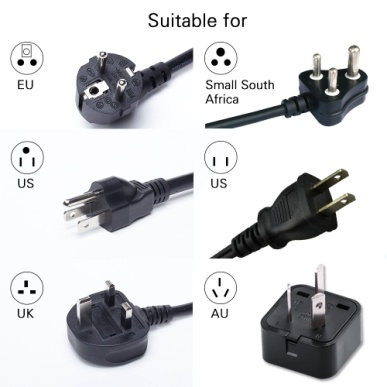 Suitable for
EU
Small South
Africa
US
US
UK
AU